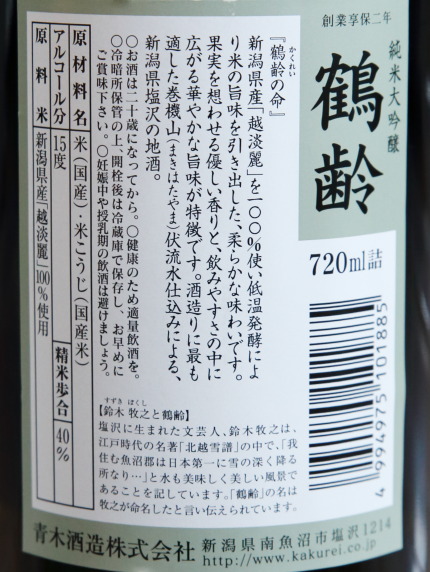 創業享保二年
純米大吟醸
鶴齢
720ml詰
4 994975 101885
『鶴齢の命』
かくれい
新潟県産「越淡麗」を一〇〇%使い低温発酵によ
り米の旨味を引き出した、柔らかな味わいです。
果実を想わせる優しい香りと、飲みやすさの中に
広がる華やかな旨味が特徴です。酒造りに最も
適した巻機山(まきはたやま)伏流水仕込みによる、
新潟県塩沢の地酒。
○お酒は二十歳になってから。○健康のため適量飲酒を。
○冷暗所保管の上、開栓後は冷蔵庫で保存し、お早めに
ご賞味下さい。○妊娠中や授乳期の飲酒は避けましょう。
原材料名 米(国産)・米こうじ(国産米)
アルコール分 15度 精米歩合 40%
原料米 新潟県産「越淡麗」100%使用
すずき ぼくし
【鈴木 牧之と鶴齢】
塩沢に生まれた文芸人、鈴木牧之は、
江戸時代の名著「北越雪譜」の中で、「我
住む魚沼郡は日本第一に雪の深く降る
所なり…」と水も美味しく美しい風景で
あることを記しています。「鶴齢」の名は
牧之が命名したと言い伝えられています。
青木酒造株式会社 新潟県南魚沼市塩沢1214
http://www.kakurei.co.jp